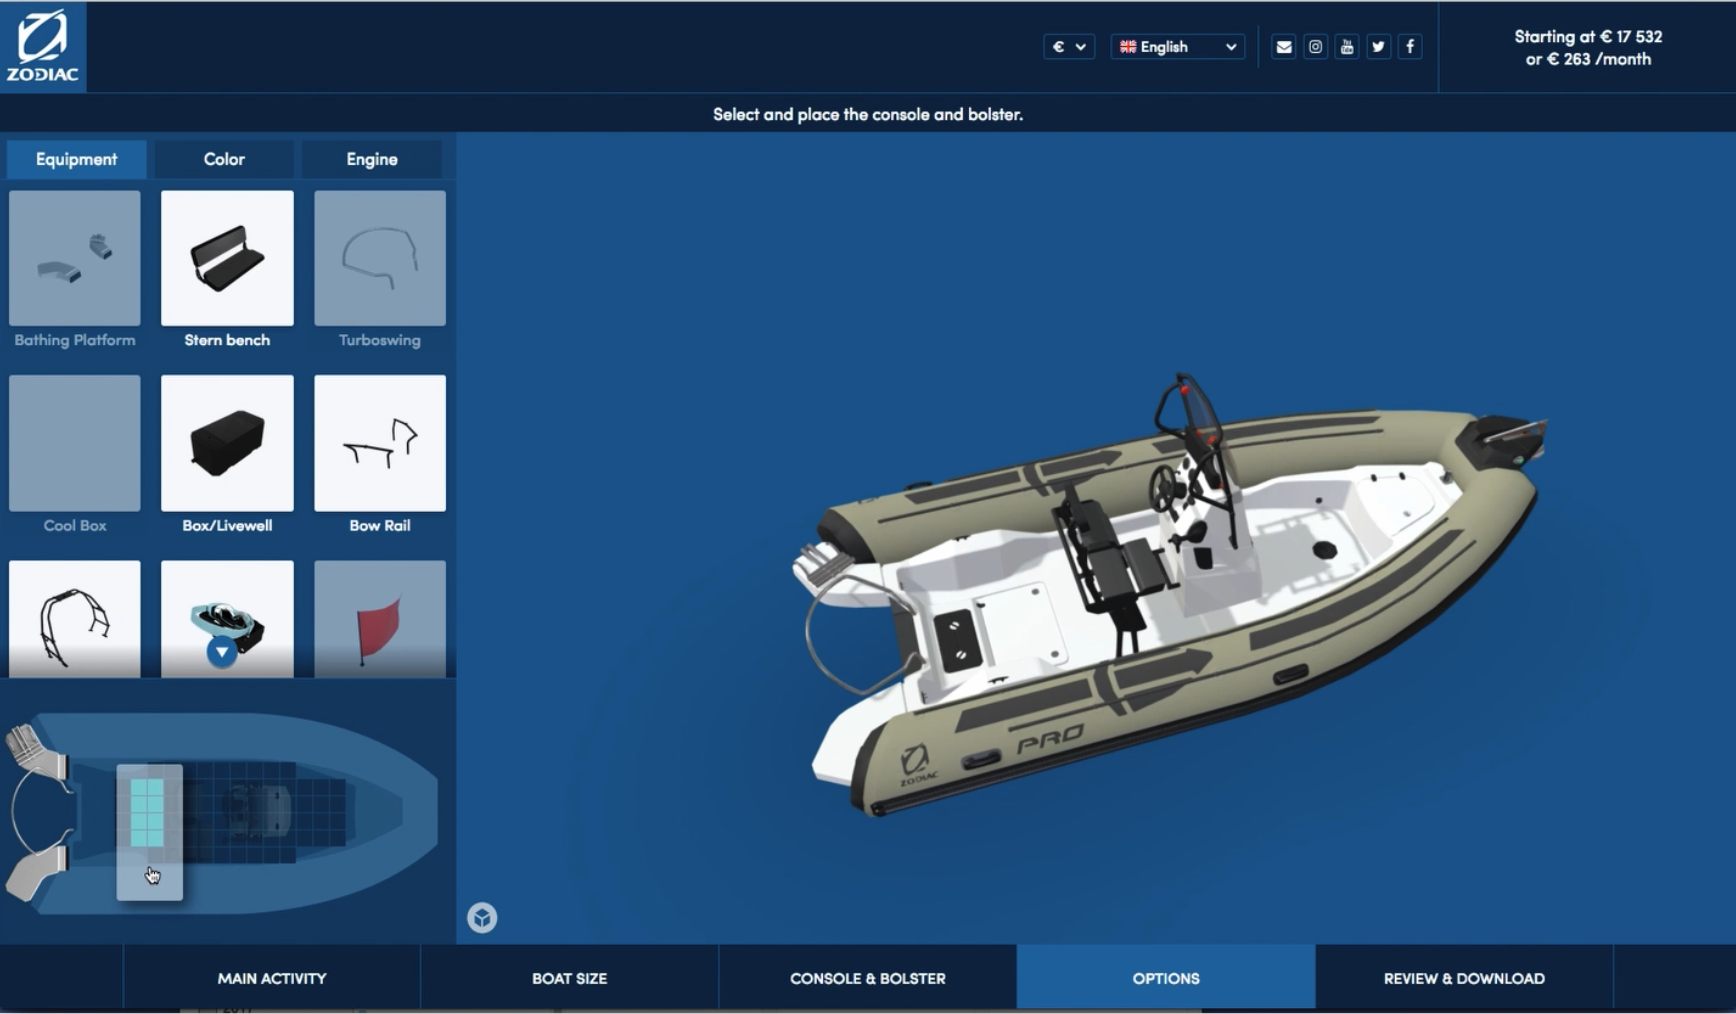 ZODIAC
€
English
Starting at € 17 532
or € 263 /month
Select and place the console and bolster.
Equipment
Color
Engine
Bathing Platform
Stern bench
Turboswing
Cool Box
Box/Livewell
Bow Rail
PRO
ZODIAC
MAIN ACTIVITY
BOAT SIZE
CONSOLE & BOLSTER
OPTIONS
REVIEW & DOWNLOAD